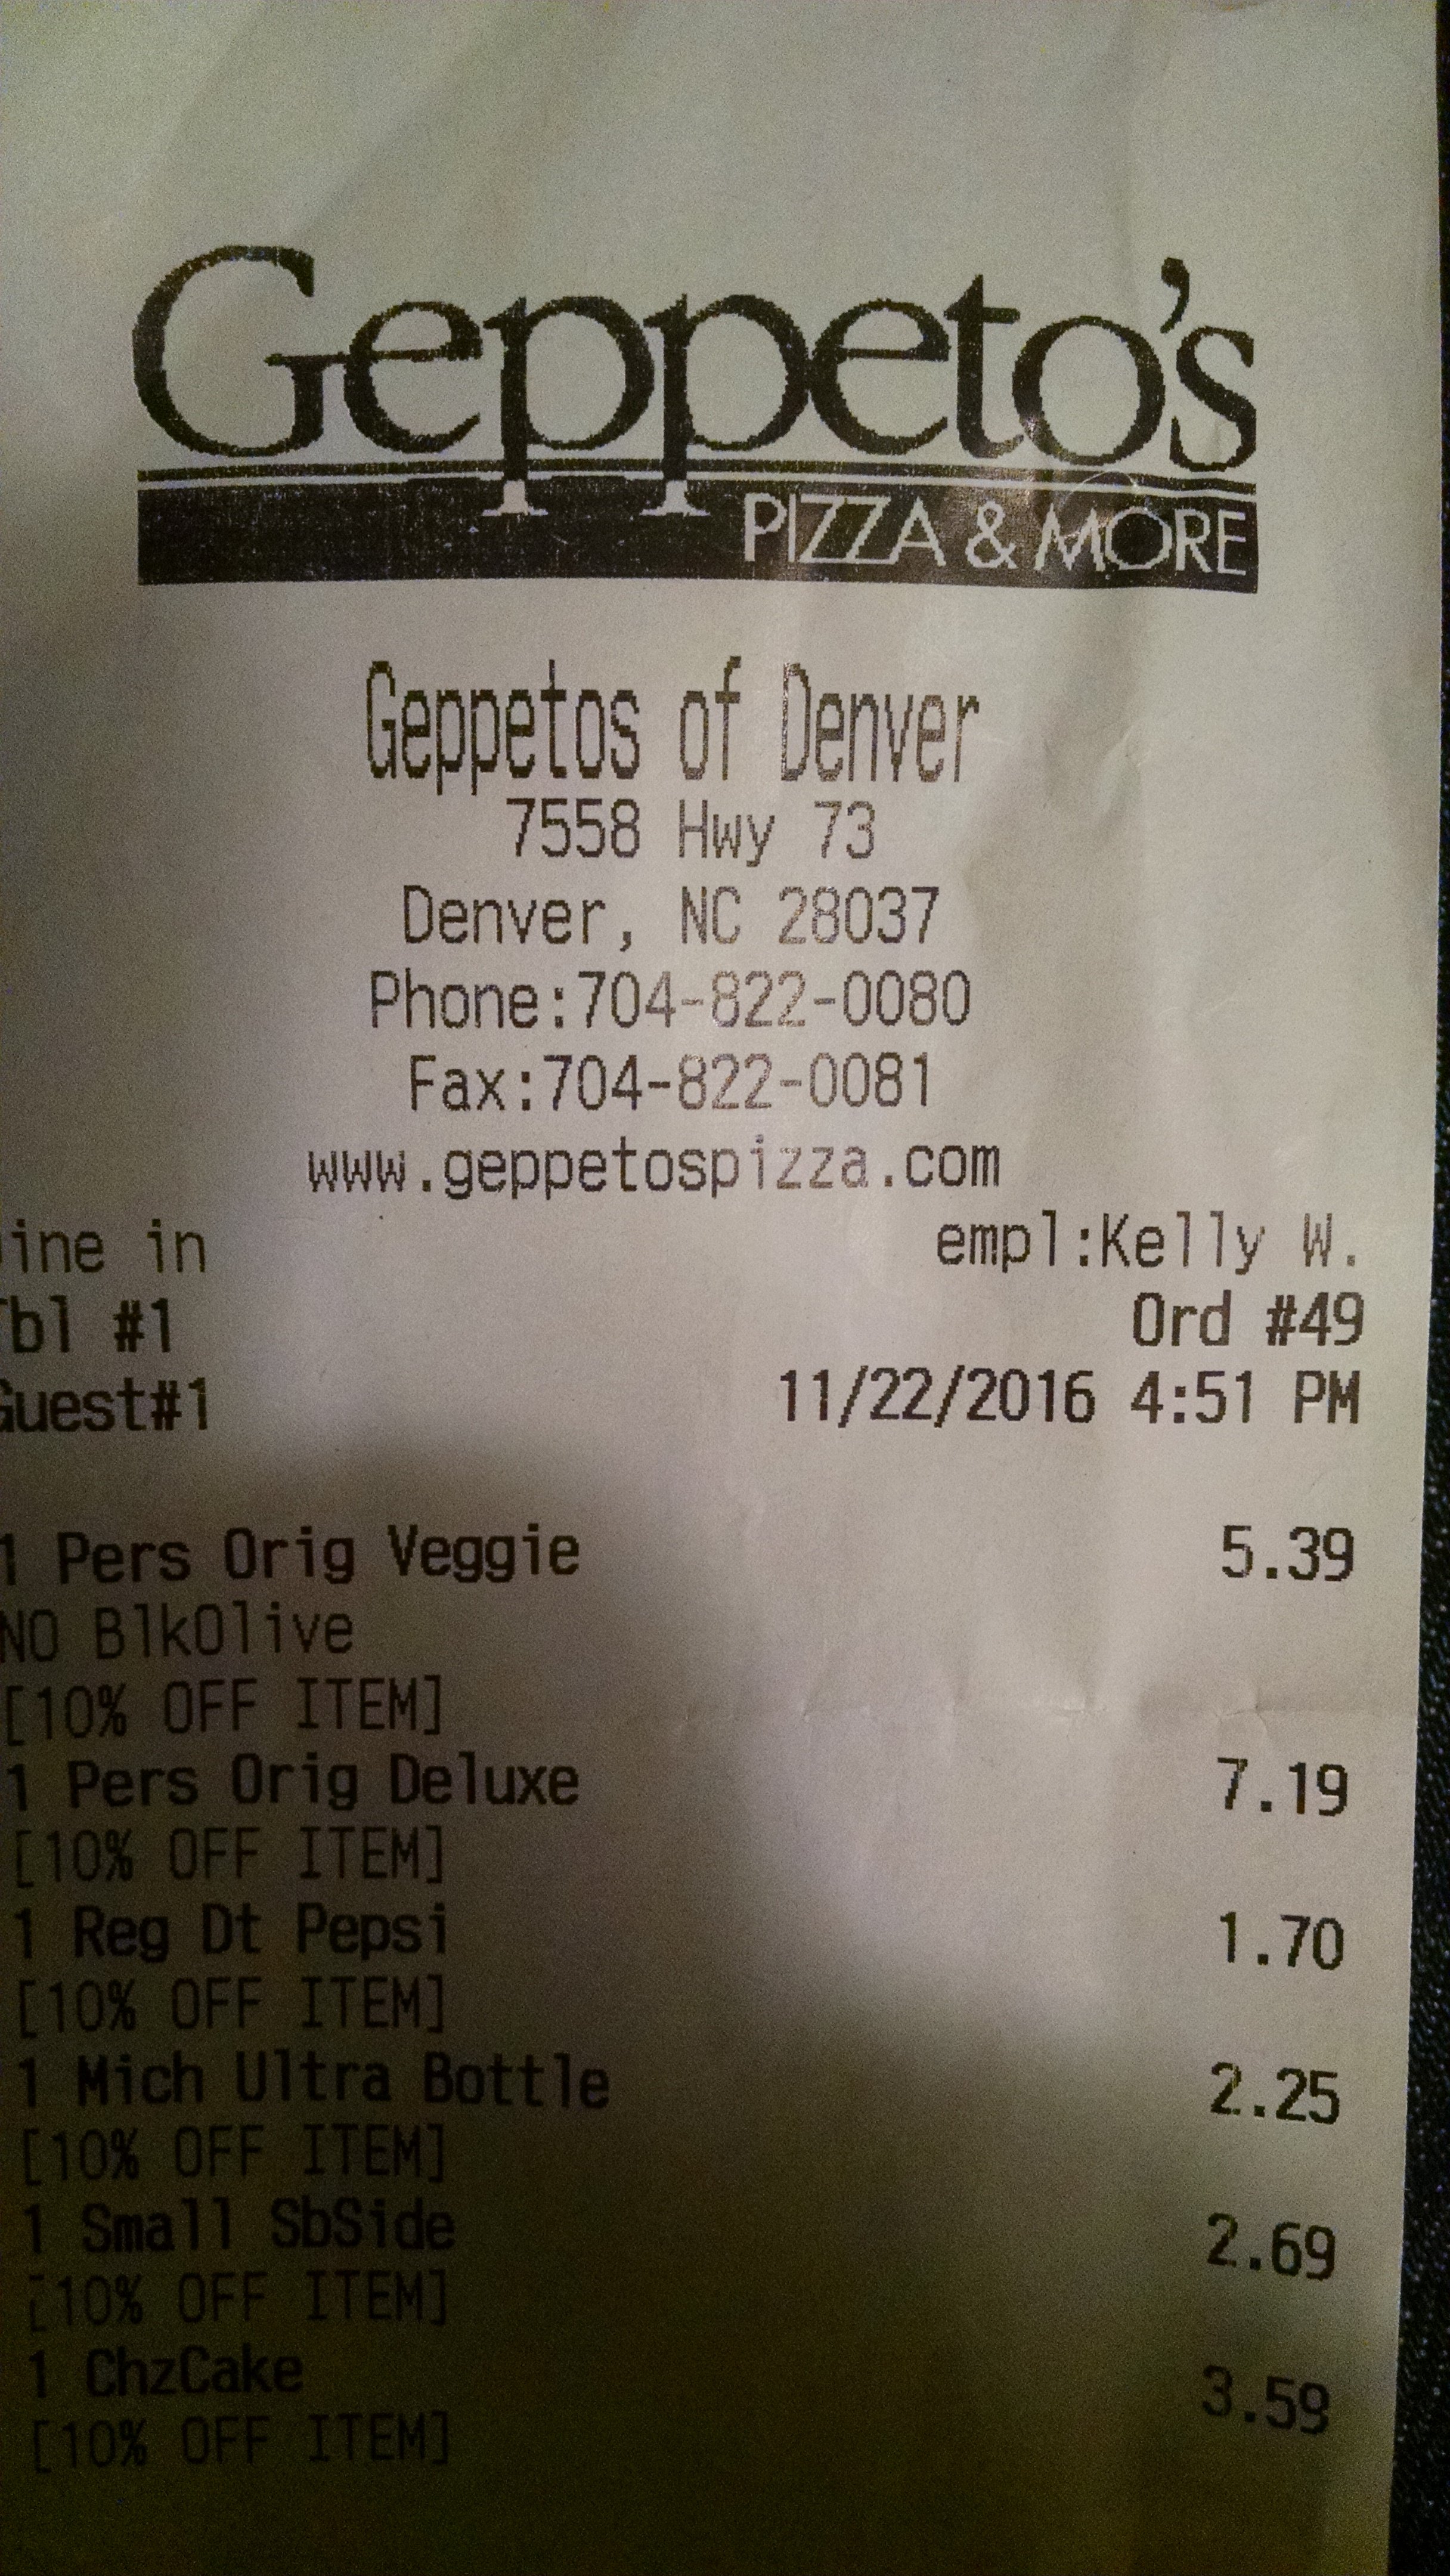 Geppeto's
PIZZA & MORE
Geppetos of Denver
7558 Hwy 73
Denver, NC 28037
Phone:704-822-0080
Fax:704-822-0081
www.geppetospizza.com
ine in empl:Kelly W.
Tbl #1 Ord #49
Guest#1 11/22/2016 4:51 PM
1 Pers Orig Veggie 5.39
NO BlkOlive
[10% OFF ITEM]
1 Pers Orig Deluxe 7.19
[10% OFF ITEM]
1 Reg Dt Pepsi 1.70
[10% OFF ITEM]
1 Mich Ultra Bottle 2.25
[10% OFF ITEM]
1 Small SbSide 2.69
[10% OFF ITEM]
1 ChzCake 3.59
[10% OFF ITEM]